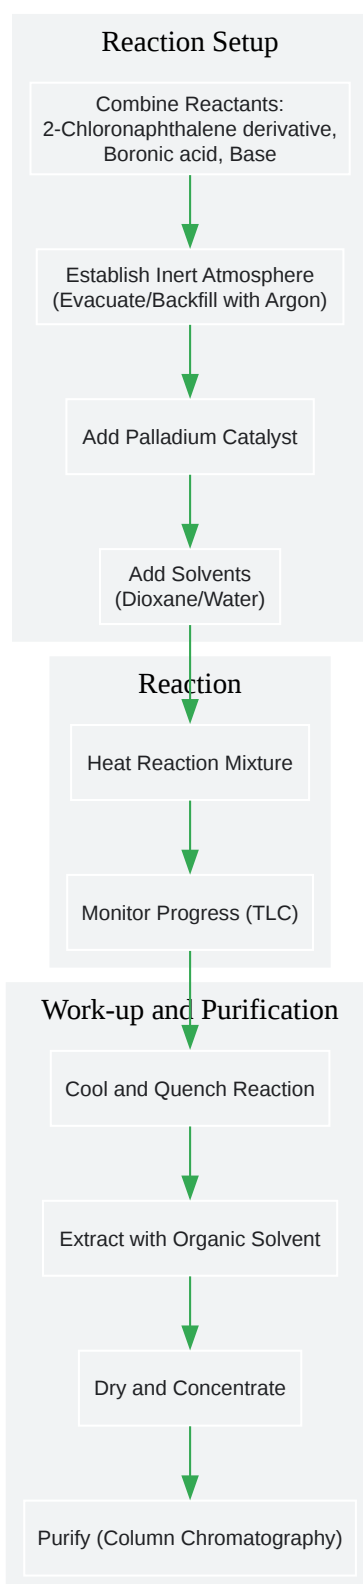 Reaction Setup
Combine Reactants:
2-Chloronaphthalene derivative,
Boronic acid, Base
Establish Inert Atmosphere
(Evacuate/Backfill with Argon)
Add Palladium Catalyst
Add Solvents
(Dioxane/Water)
Reaction
Heat Reaction Mixture
Monitor Progress (TLC)
Work-up and Purification
Cool and Quench Reaction
Extract with Organic Solvent
Dry and Concentrate
Purify (Column Chromatography)